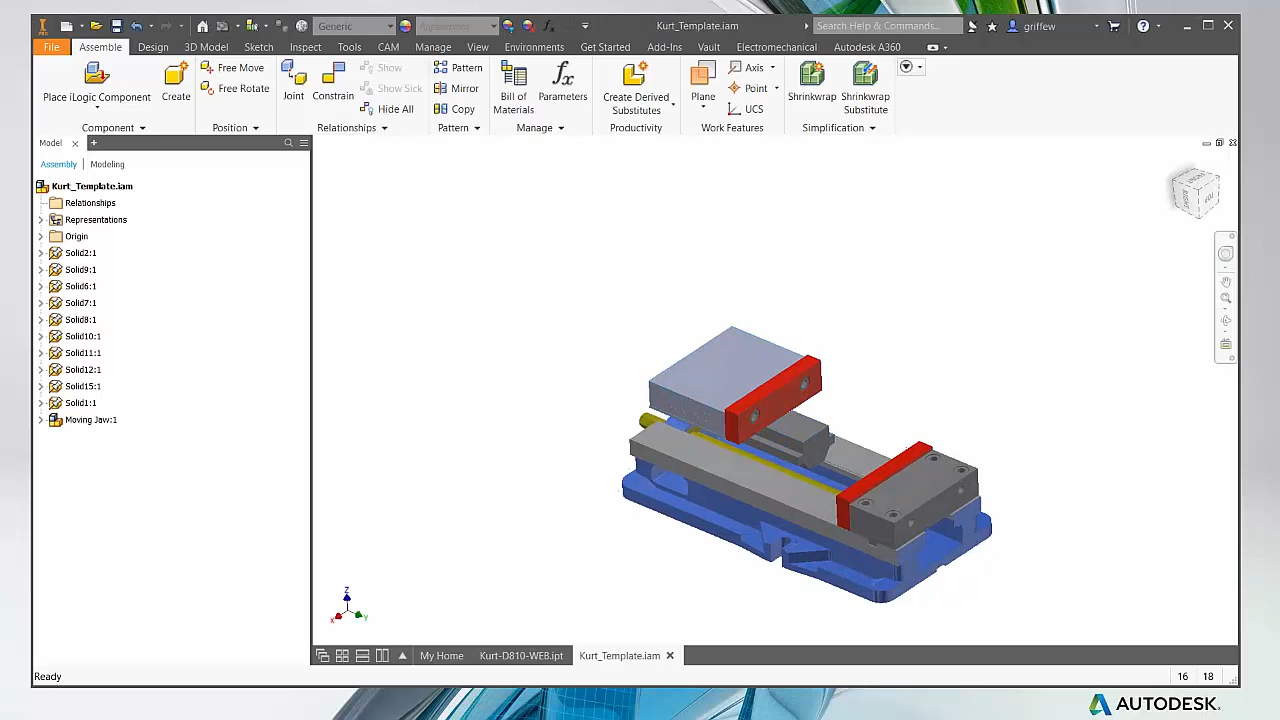 Generic
Appearance
Kurt_Template.iam
Search Help & Commands...
griffew
File
Assemble
Design
3D Model
Sketch
Inspect
Tools
CAM
Manage
View
Environments
Get Started
Add-Ins
Vault
Electromechanical
Autodesk A360
Place iLogic Component
Create
Free Move
Free Rotate
Joint
Constrain
Show
Show Sick
Hide All
Pattern
Mirror
Copy
Bill of
Materials
fx
Parameters
Create Derived
Substitutes
Plane
Axis
Point
UCS
Shrinkwrap
Shrinkwrap
Substitute
Component
Position
Relationships
Pattern
Manage
Productivity
Work Features
Simplification
Model
Assembly
Modeling
Kurt_Template.iam
Relationships
Representations
Origin
Solid2:1
Solid9:1
Solid6:1
Solid7:1
Solid8:1
Solid10:1
Solid11:1
Solid12:1
Solid15:1
Solid1:1
Moving Jaw:1
Z
X
Y
My Home
Kurt-D810-WEB.ipt
Kurt_Template.iam
Ready
16
18
AUTODESK.